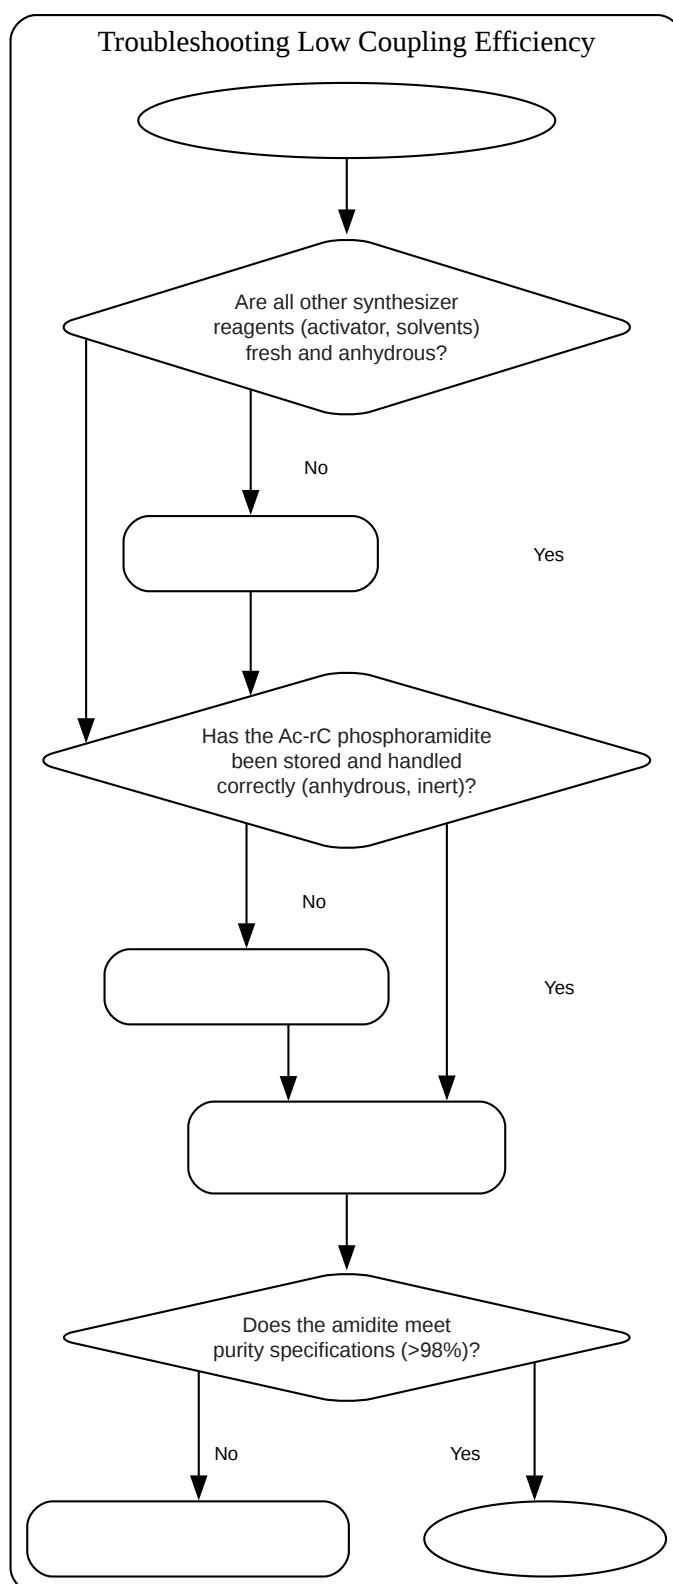 Troubleshooting Low Coupling Efficiency
Are all other synthesizer
reagents (activator, solvents)
fresh and anhydrous?
No
Yes
Has the Ac-rC phosphoramidite
been stored and handled
correctly (anhydrous, inert)?
No
Yes
Does the amidite meet
purity specifications (>98%)?
No
Yes